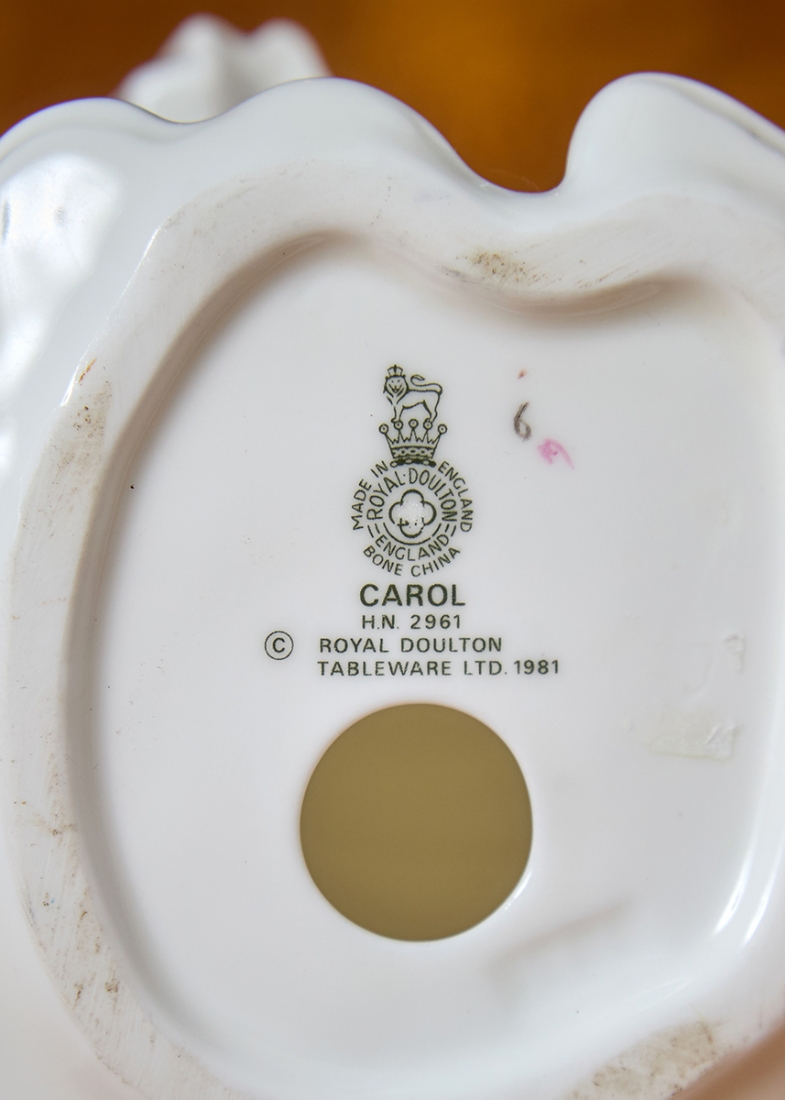 MADE IN ENGLAND
ROYAL·DOULTON
ENGLAND
BONE CHINA
CAROL
H.N. 2961
© ROYAL DOULTON
TABLEWARE LTD. 1981
6